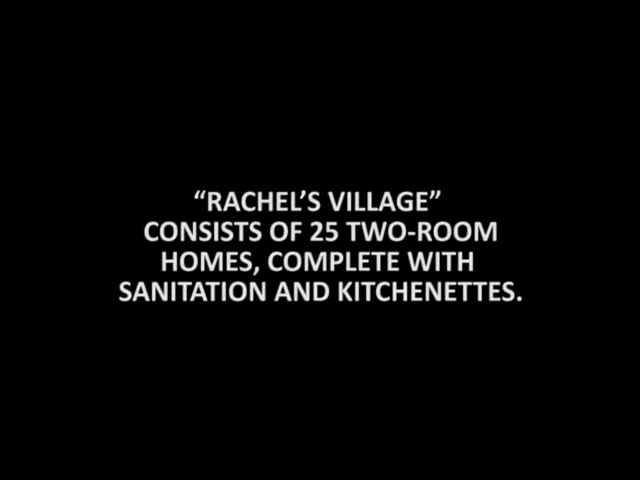 “RACHEL’S VILLAGE”
CONSISTS OF 25 TWO-ROOM
HOMES, COMPLETE WITH
SANITATION AND KITCHENETTES.